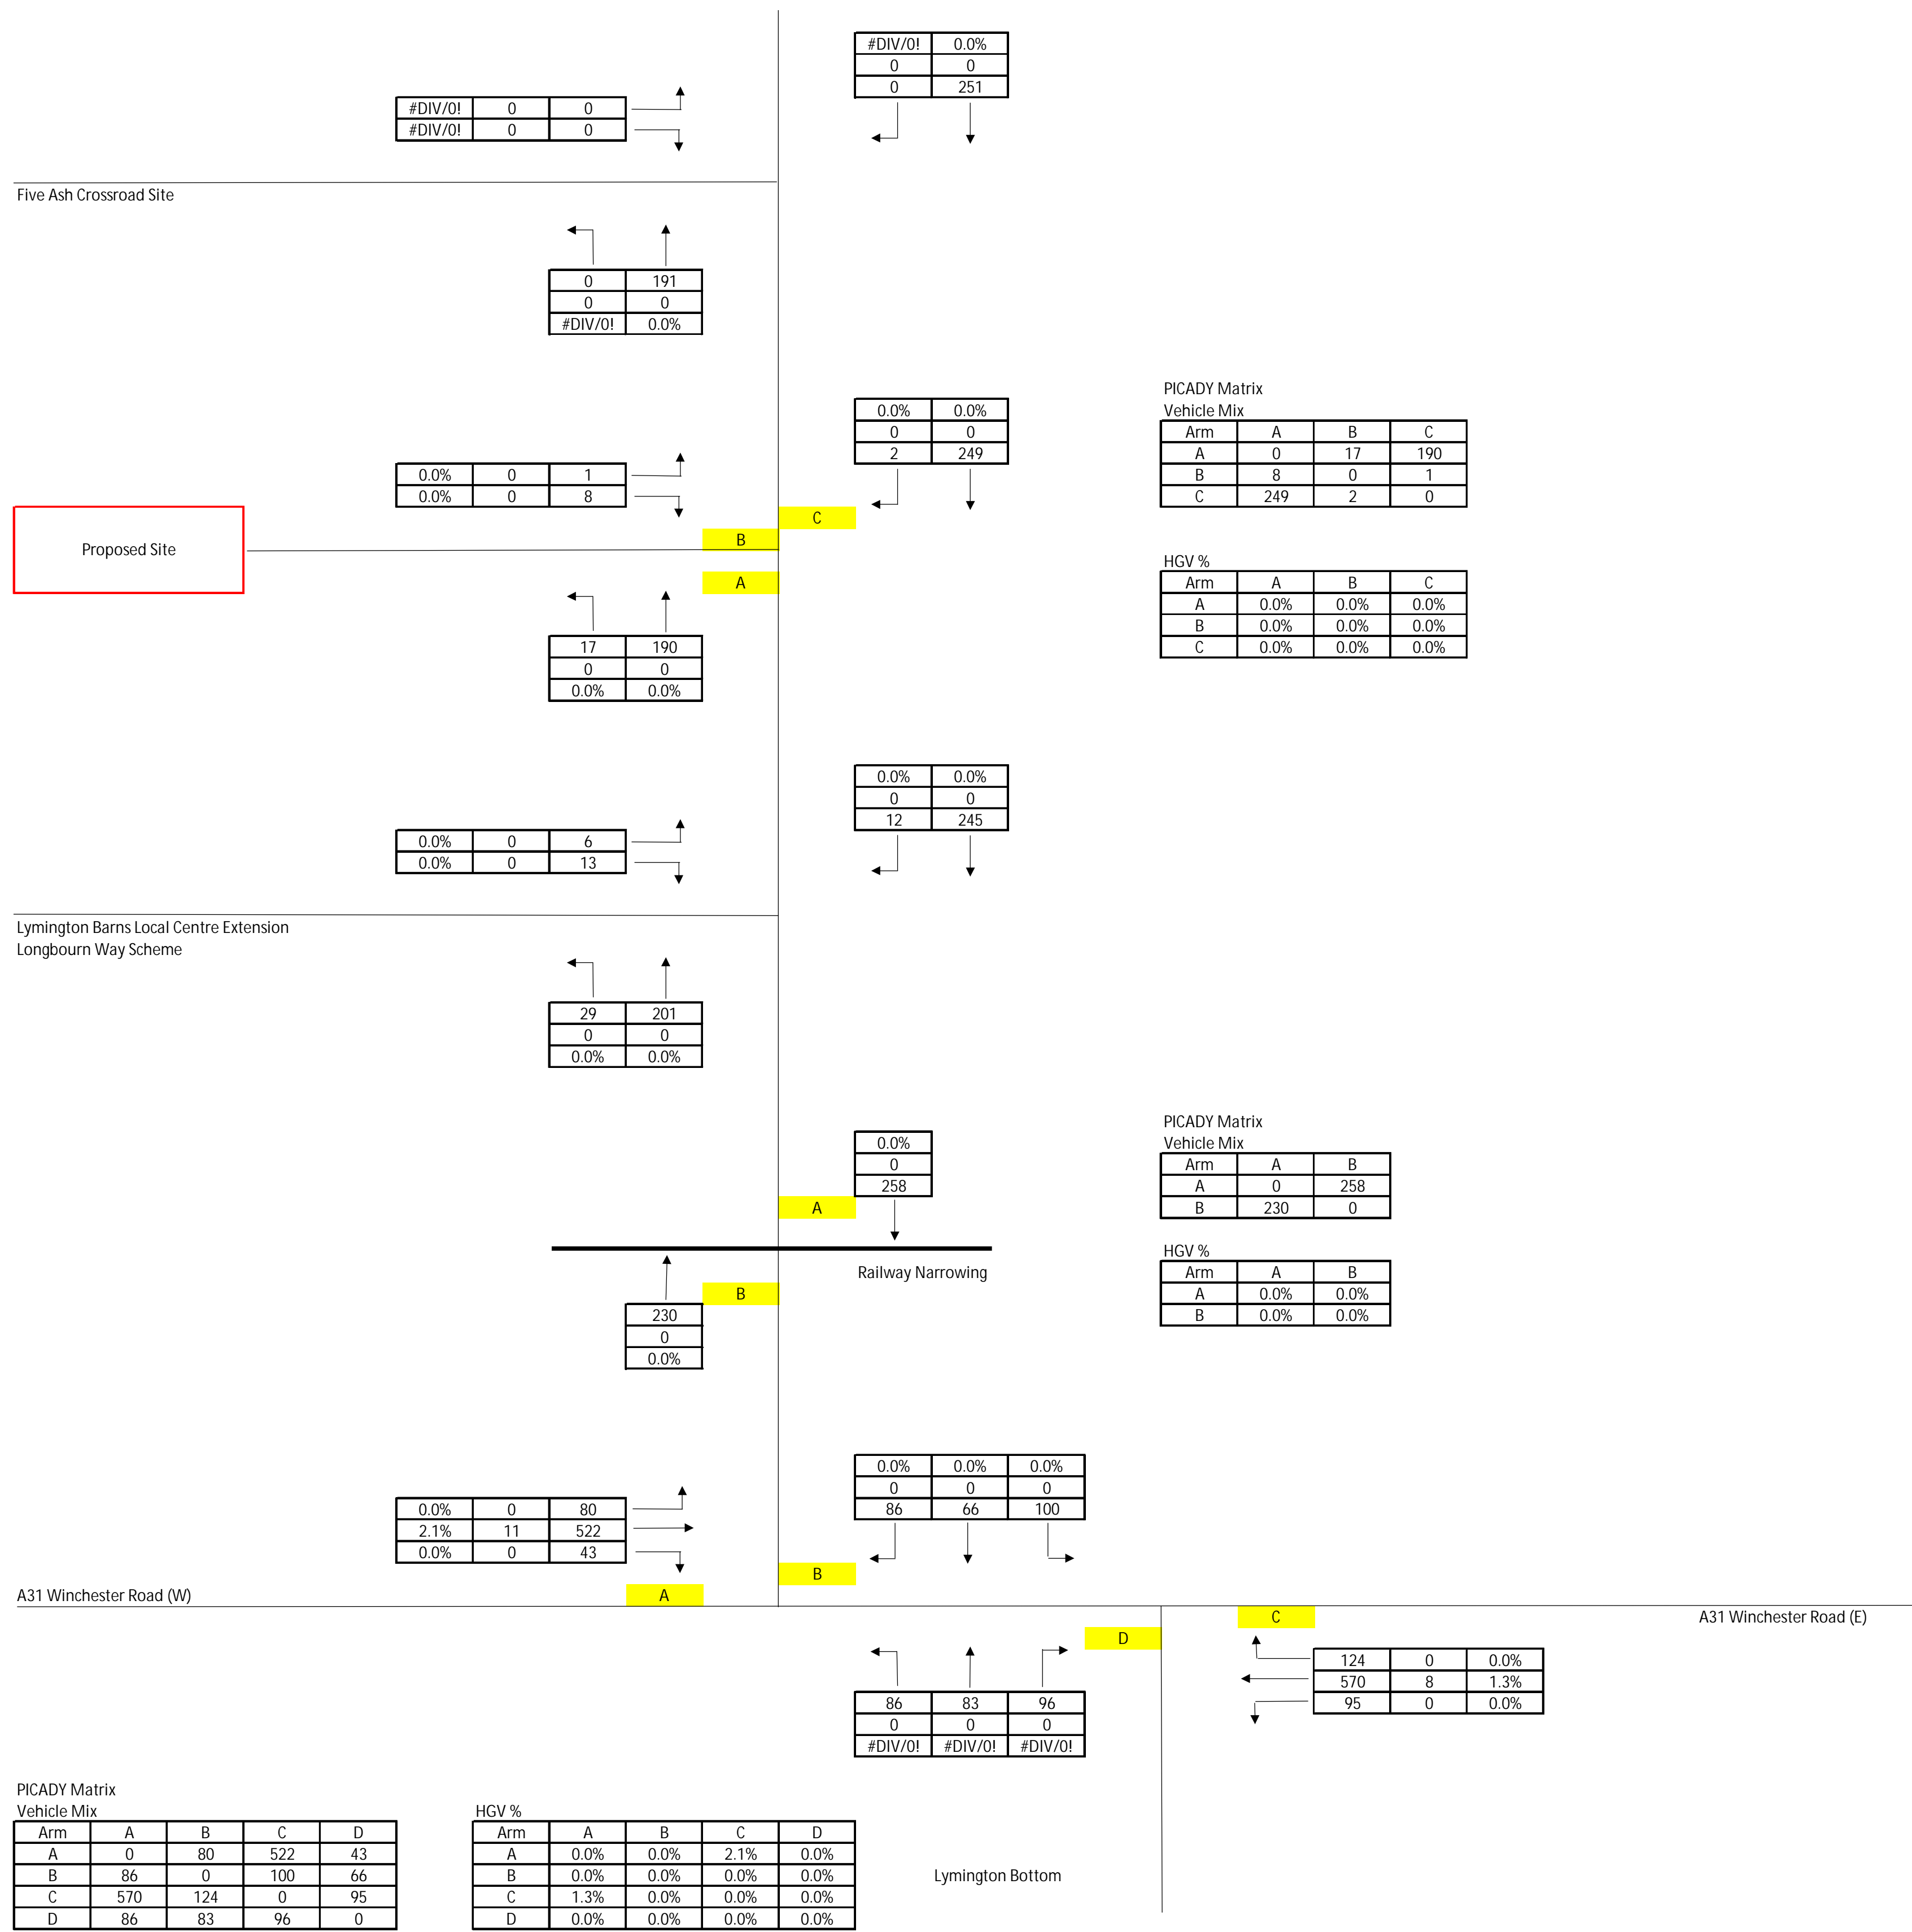 #DIV/0! 0.0%
0 0
0 251
#DIV/0! 0 0
#DIV/0! 0 0
Five Ash Crossroad Site
0 191
0 0
#DIV/0! 0.0%
0.0% 0.0%
0 0
2 249
0.0% 0 1
0.0% 0 8
C
B
Proposed Site
A
17 190
0 0
0.0% 0.0%
PICADY Matrix
Vehicle Mix
Arm A B C
A 0 17 190
B 8 0 1
C 249 2 0
HGV %
Arm A B C
A 0.0% 0.0% 0.0%
B 0.0% 0.0% 0.0%
C 0.0% 0.0% 0.0%
0.0% 0.0%
0 0
12 245
0.0% 0 6
0.0% 0 13
Lymington Barns Local Centre Extension
Longbourn Way Scheme
29 201
0 0
0.0% 0.0%
0.0%
0
258
A
Railway Narrowing
B
230
0
0.0%
PICADY Matrix
Vehicle Mix
Arm A B
A 0 258
B 230 0
HGV %
Arm A B
A 0.0% 0.0%
B 0.0% 0.0%
0.0% 0.0% 0.0%
0 0 0
86 66 100
0.0% 0 80
2.1% 11 522
0.0% 0 43
B
A31 Winchester Road (W)
A
C
A31 Winchester Road (E)
D
124 0 0.0%
570 8 1.3%
95 0 0.0%
86 83 96
0 0 0
#DIV/0! #DIV/0! #DIV/0!
PICADY Matrix
Vehicle Mix
Arm A B C D
A 0 80 522 43
B 86 0 100 66
C 570 124 0 95
D 86 83 96 0
HGV %
Arm A B C D
A 0.0% 0.0% 2.1% 0.0%
B 0.0% 0.0% 0.0% 0.0%
C 1.3% 0.0% 0.0% 0.0%
D 0.0% 0.0% 0.0% 0.0%
Lymington Bottom